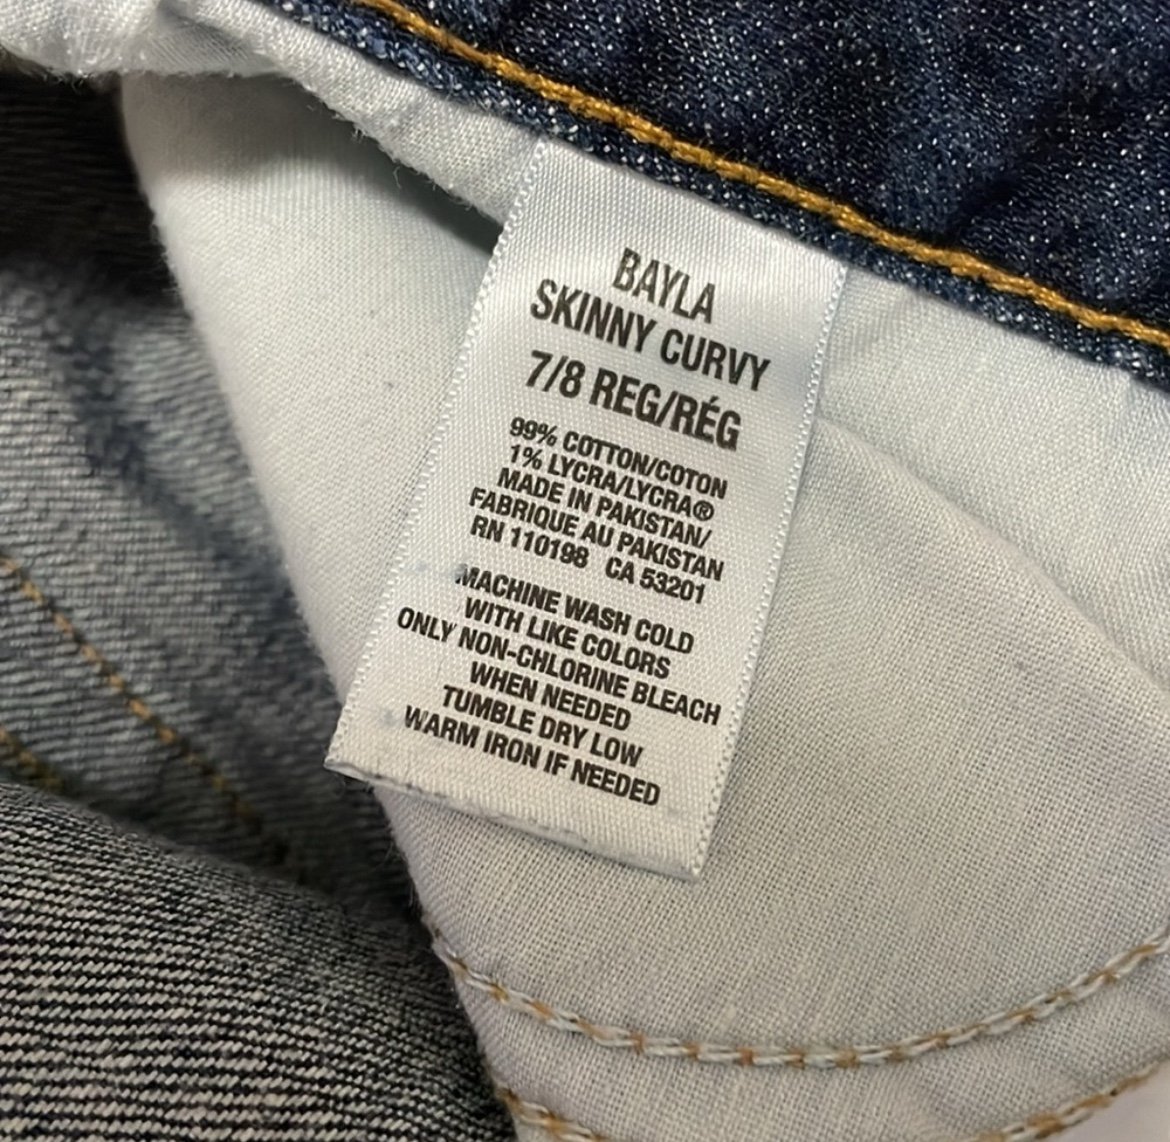 BAYLA
SKINNY CURVY
7/8 REG/RÉG
99% COTTON/COTON
1% LYCRA/LYCRA®
MADE IN PAKISTAN/
FABRIQUE AU PAKISTAN
RN 110198 CA 53201
MACHINE WASH COLD
WITH LIKE COLORS
ONLY NON-CHLORINE BLEACH
WHEN NEEDED
TUMBLE DRY LOW
WARM IRON IF NEEDED